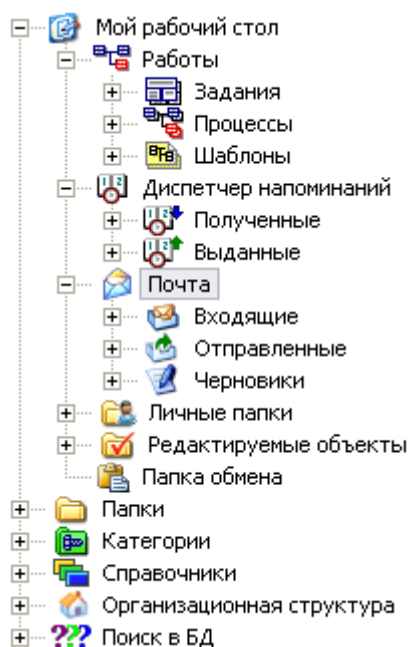 Мой рабочий стол
Работы
Задания
Процессы
Шаблоны
Диспетчер напоминаний
Полученные
Выданные
Почта
Входящие
Отправленные
Черновики
Личные папки
Редактируемые объекты
Папка обмена
Папки
Категории
Справочники
Организационная структура
??? Поиск в БД